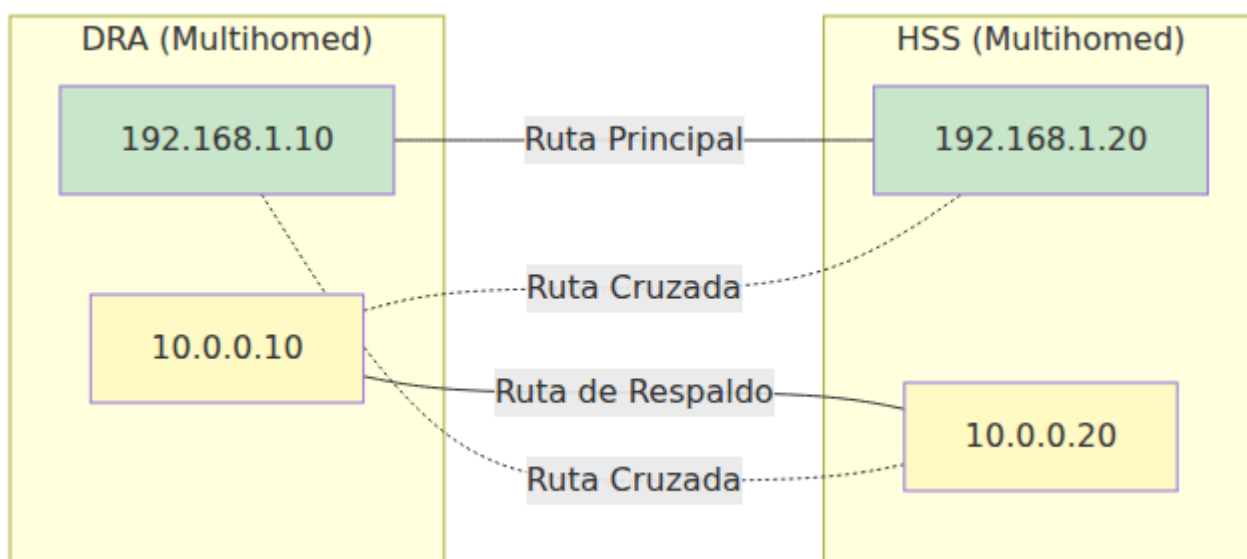 DRA (Multihomed)
HSS (Multihomed)
192.168.1.10
Ruta Principal
192.168.1.20
Ruta Cruzada
10.0.0.10
Ruta de Respaldo
10.0.0.20
Ruta Cruzada